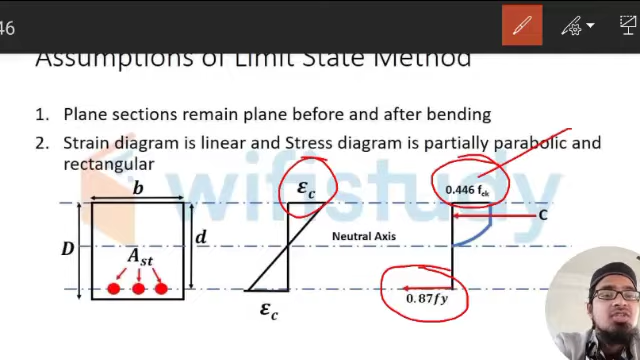 46
Assumptions of Limit State Method
1. Plane sections remain plane before and after bending
2. Strain diagram is linear and Stress diagram is partially parabolic and
rectangular
wifistudy
b
εc
0.446 fck
C
D
d
Ast
Neutral Axis
0.87fy
εc